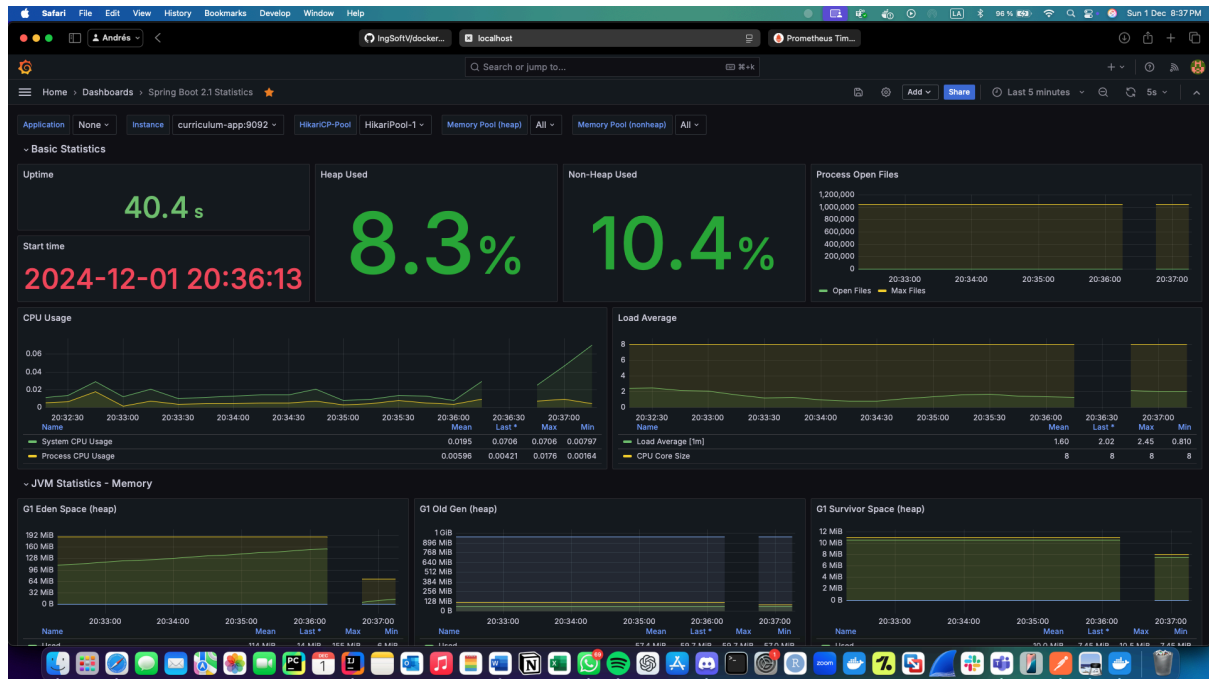 Safari File Edit View History Bookmarks Develop Window Help LA 96 % Sun 1 Dec 8:37 PM
Andrés IngSoftV/docker... localhost Prometheus Tim...
Search or jump to... ⌘+k
Home › Dashboards › Spring Boot 2.1 Statistics Add Share Last 5 minutes 5s
Application None Instance curriculum-app:9092 HikariCP-Pool HikariPool-1 Memory Pool (heap) All Memory Pool (nonheap) All
Basic Statistics
Uptime
40.4 s
Start time
2024-12-01 20:36:13
Heap Used
8.3%
Non-Heap Used
10.4%
Process Open Files
1,200,000
1,000,000
800,000
600,000
400,000
200,000
0
20:33:00 20:34:00 20:35:00 20:36:00 20:37:00
Open Files Max Files
CPU Usage
0.06
0.04
0.02
0
20:32:30 20:33:00 20:33:30 20:34:00 20:34:30 20:35:00 20:35:30 20:36:00 20:36:30 20:37:00
Name Mean Last * Max Min
System CPU Usage 0.0195 0.0706 0.0706 0.00797
Process CPU Usage 0.00596 0.00421 0.0176 0.00164
Load Average
8
6
4
2
0
20:32:30 20:33:00 20:33:30 20:34:00 20:34:30 20:35:00 20:35:30 20:36:00 20:36:30 20:37:00
Name Mean Last * Max Min
Load Average [1m] 1.60 2.02 2.45 0.810
CPU Core Size 8 8 8 8
JVM Statistics - Memory
G1 Eden Space (heap)
192 MiB
160 MiB
128 MiB
96 MiB
64 MiB
32 MiB
0 B
20:33:00 20:34:00 20:35:00 20:36:00 20:37:00
Name Mean Last * Max Min
G1 Old Gen (heap)
1 GiB
896 MiB
768 MiB
640 MiB
512 MiB
384 MiB
256 MiB
128 MiB
0 B
20:33:00 20:34:00 20:35:00 20:36:00 20:37:00
Name Mean Last * Max Min
G1 Survivor Space (heap)
12 MiB
10 MiB
8 MiB
6 MiB
4 MiB
2 MiB
0 B
20:33:00 20:34:00 20:35:00 20:36:00 20:37:00
Name Mean Last * Max Min